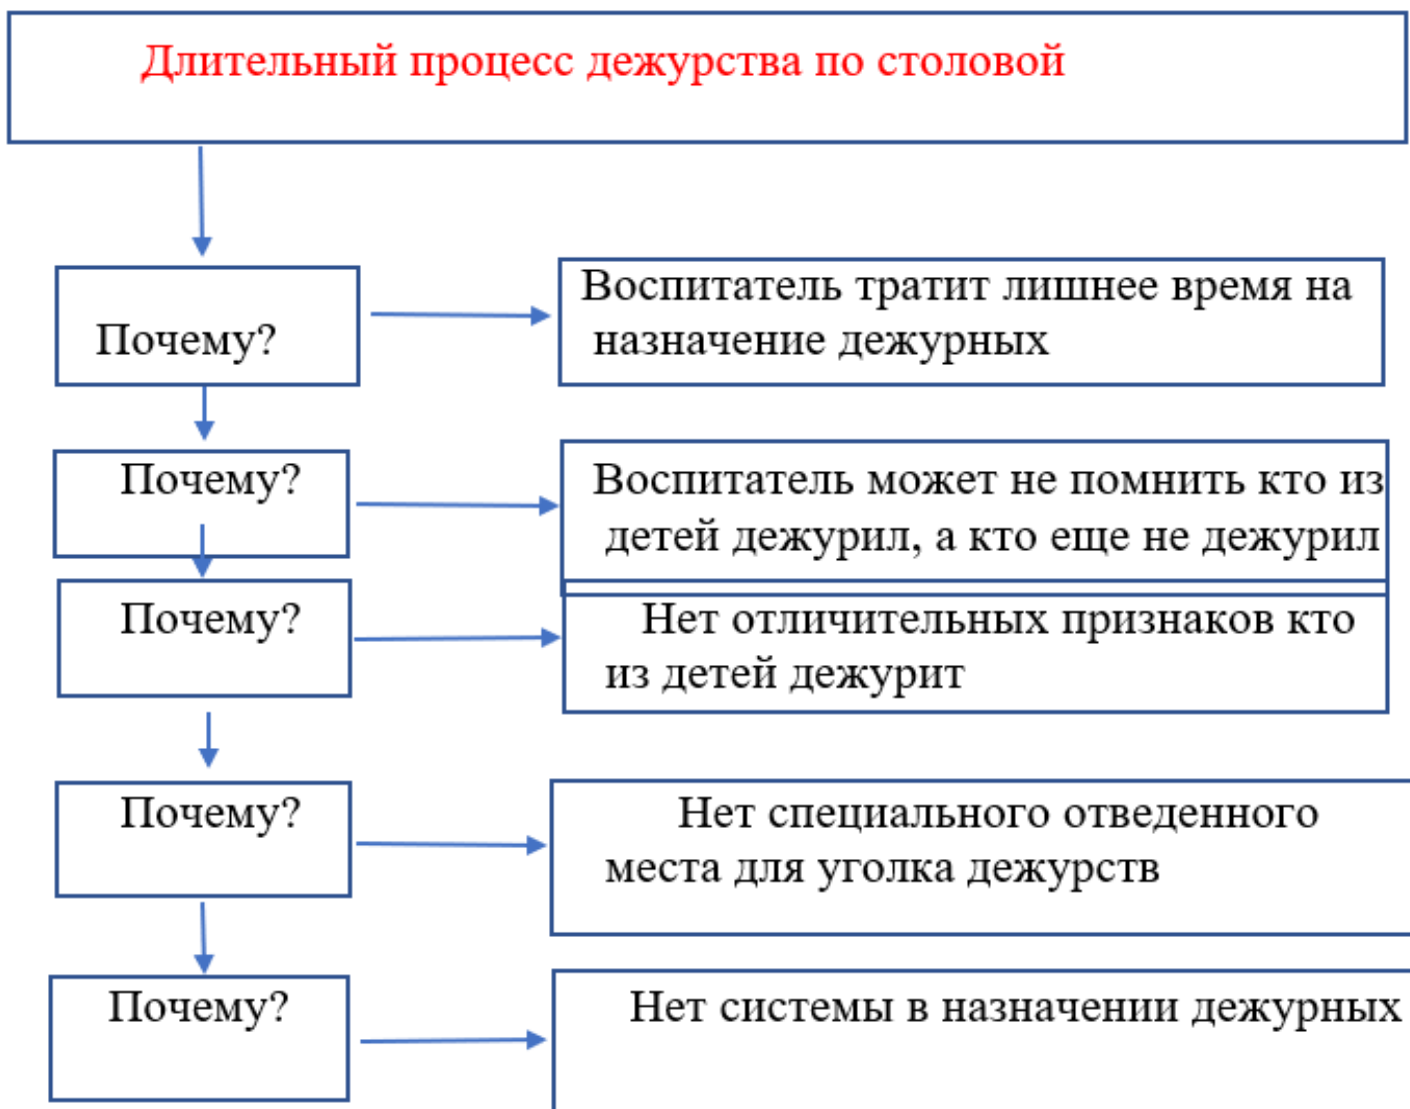 Длительный процесс дежурства по столовой
Почему?
Воспитатель тратит лишнее время на
назначение дежурных
Почему?
Воспитатель может не помнить кто из
детей дежурил, а кто еще не дежурил
Почему?
Нет отличительных признаков кто
из детей дежурит
Почему?
Нет специального отведенного
места для уголка дежурств
Почему?
Нет системы в назначении дежурных